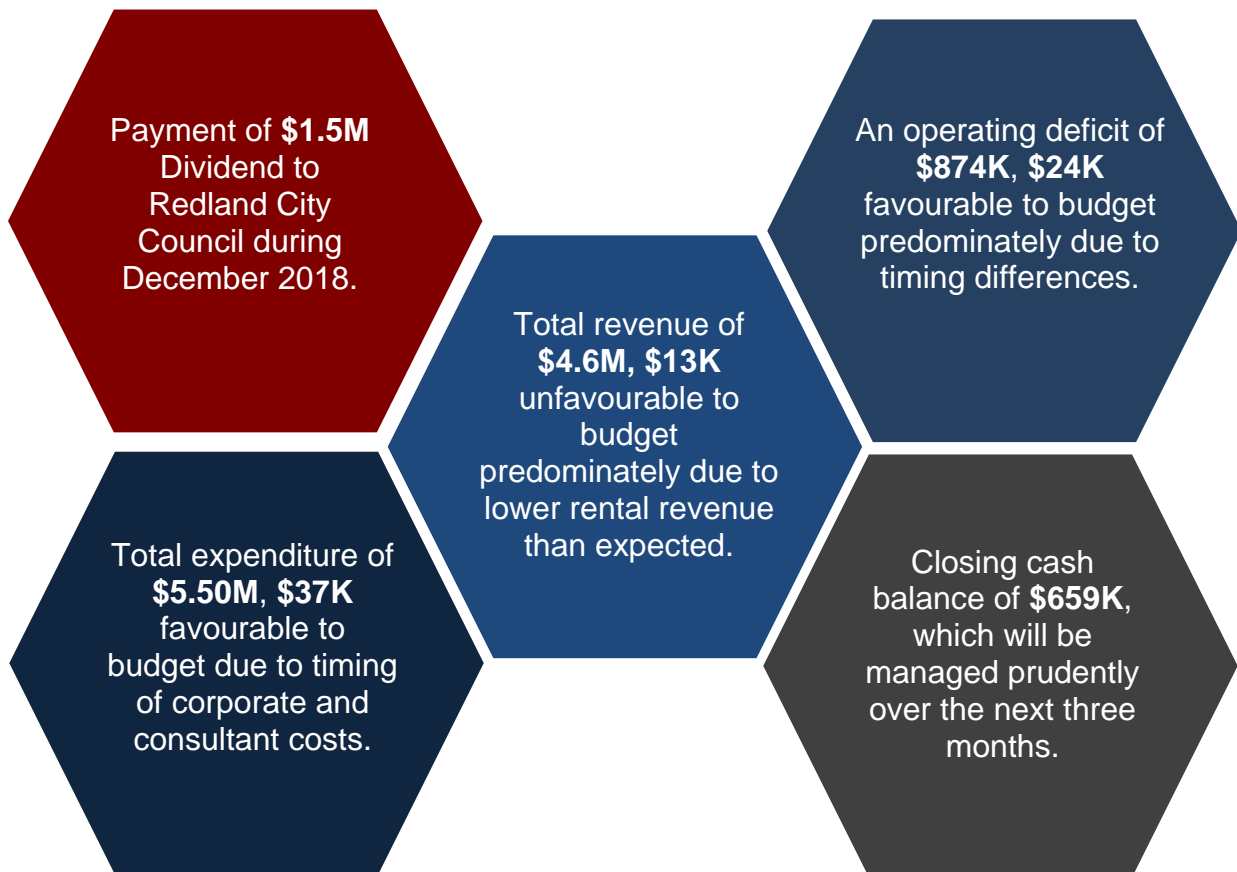 Payment of $1.5M
Dividend to
Redland City
Council during
December 2018.
An operating deficit of
$874K, $24K
favourable to budget
predominately due to
timing differences.
Total revenue of
$4.6M, $13K
unfavourable to
budget
predominately due to
lower rental revenue
than expected.
Total expenditure of
$5.50M, $37K
favourable to
budget due to timing
of corporate and
consultant costs.
Closing cash
balance of $659K,
which will be
managed prudently
over the next three
months.